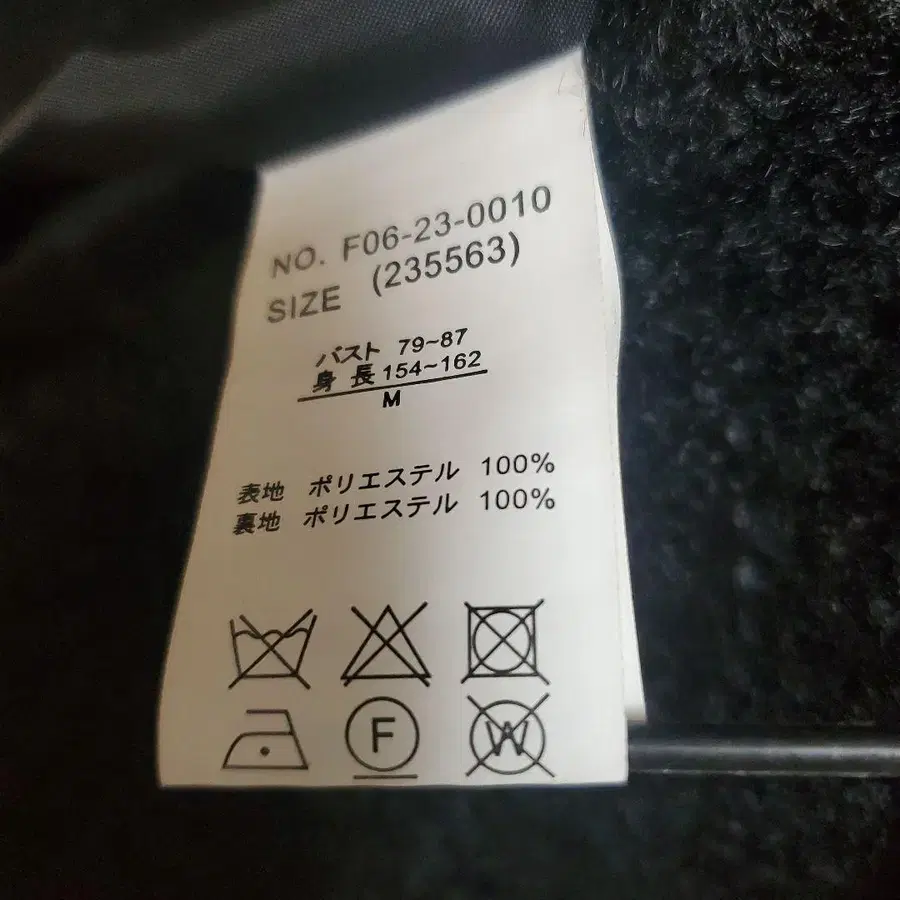 NO. F06-23-0010
SIZE (235563)
バスト 79~87
身 長 154~162
M
表地 ポリエステル 100%
裏地 ポリエステル 100%
F
W